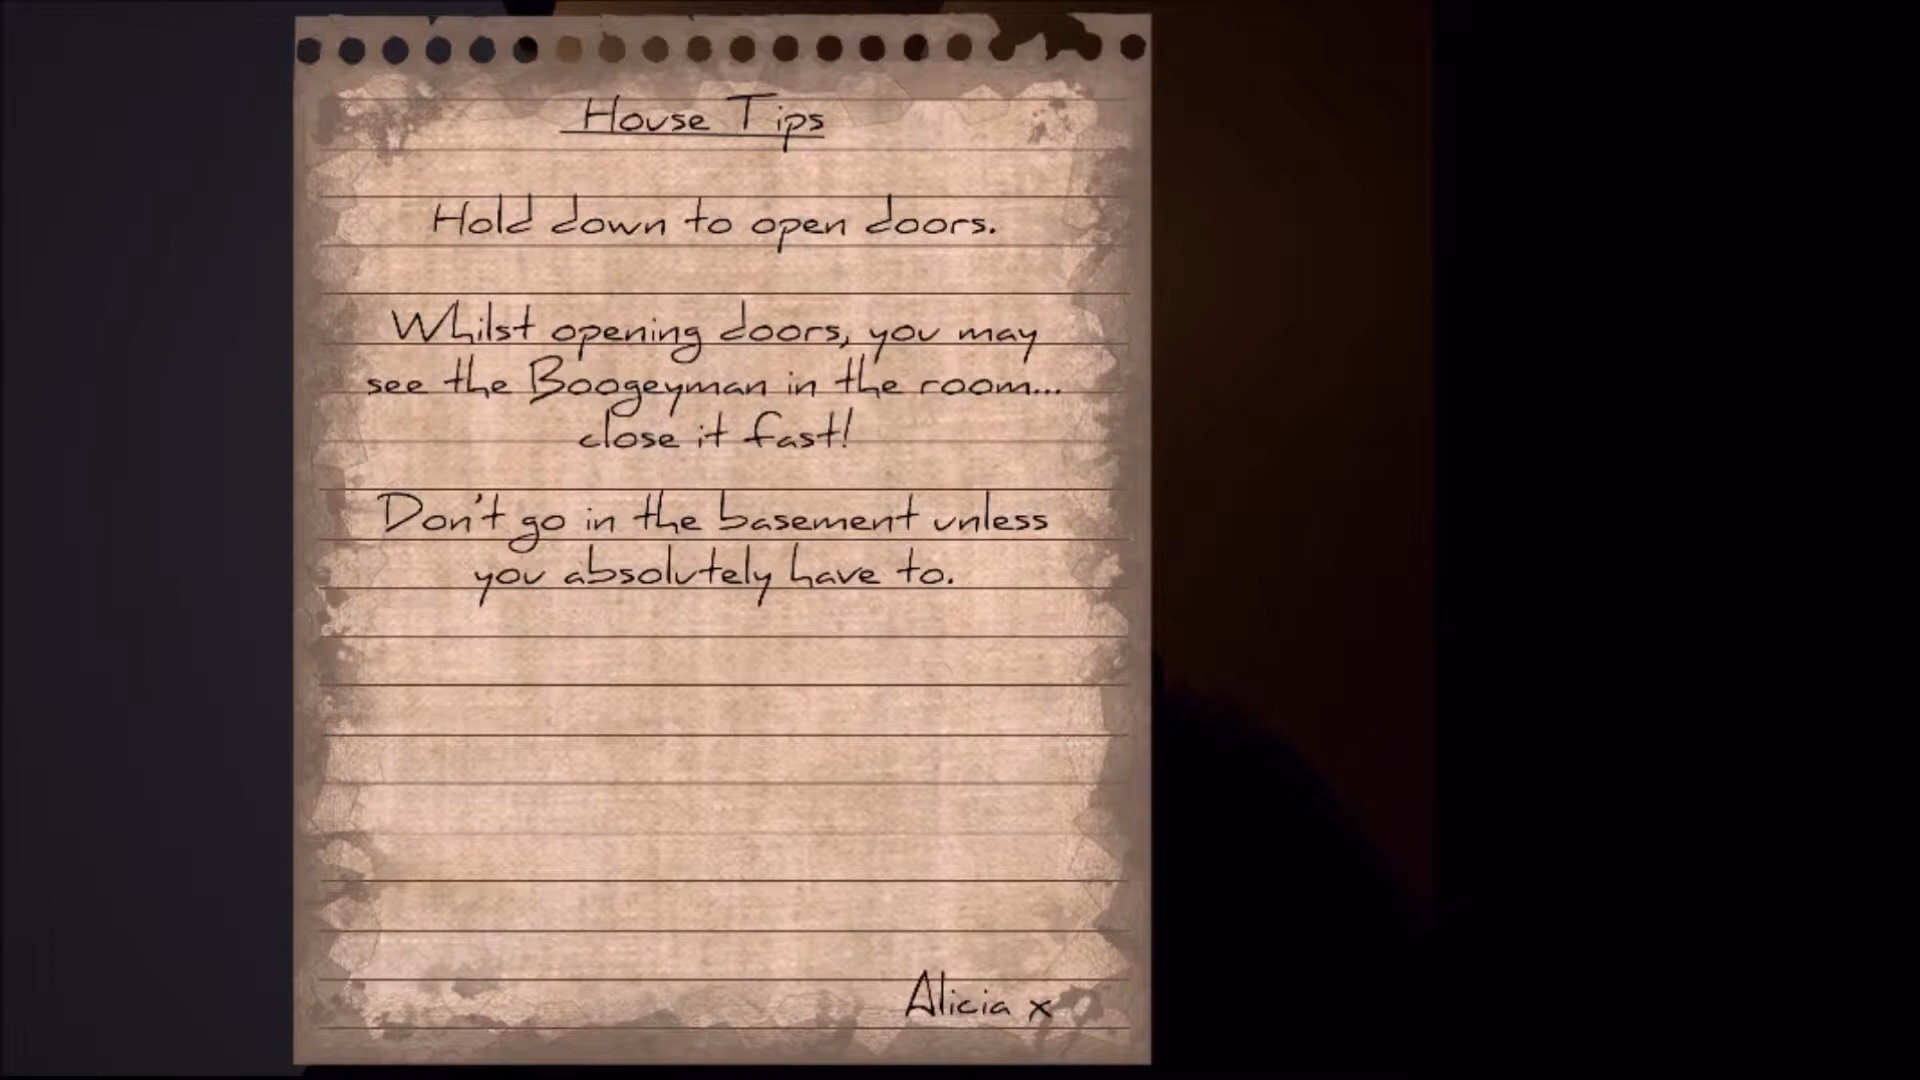 House Tips
Hold down to open doors.
Whilst opening doors, you may
see the Boogeyman in the room...
close it fast!
Don't go in the basement unless
you absolutely have to.
Alicia x